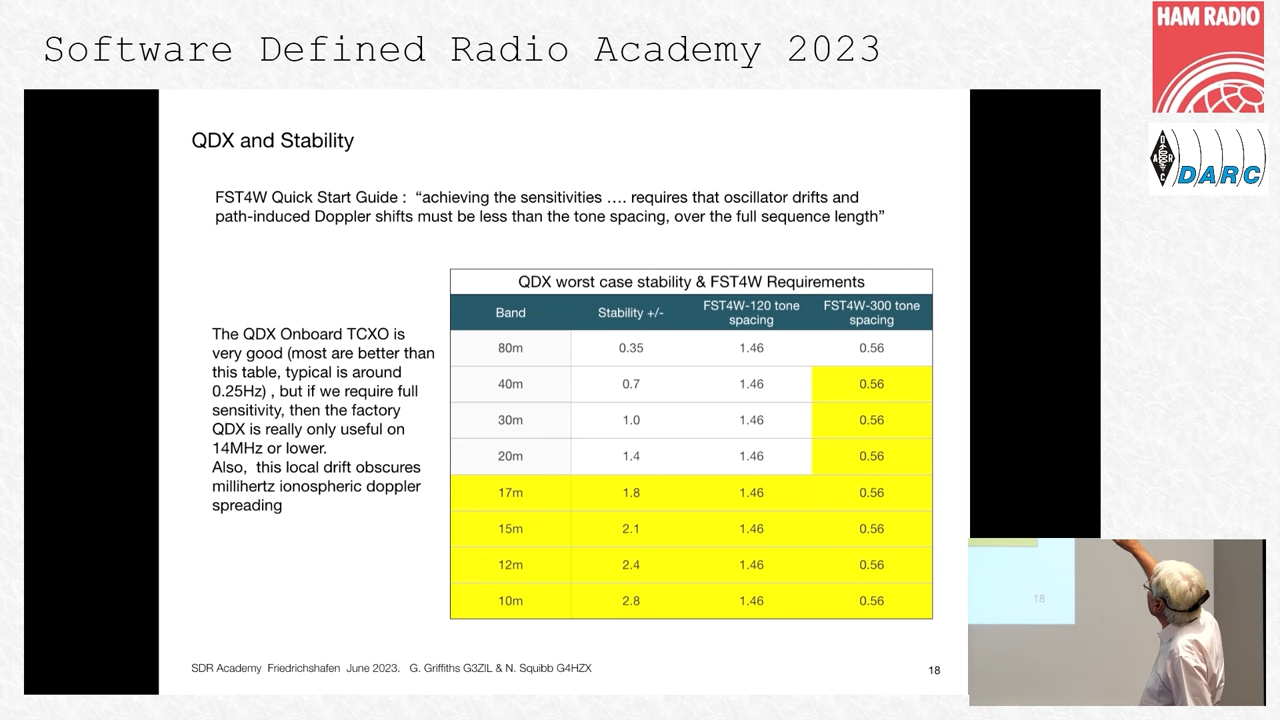 Software Defined Radio Academy 2023
HAM RADIO
DARC
QDX and Stability
FST4W Quick Start Guide : “achieving the sensitivities …. requires that oscillator drifts and
path-induced Doppler shifts must be less than the tone spacing, over the full sequence length”
The QDX Onboard TCXO is
very good (most are better than
this table, typical is around
0.25Hz) , but if we require full
sensitivity, then the factory
QDX is really only useful on
14MHz or lower.
Also, this local drift obscures
millihertz ionospheric doppler
spreading
QDX worst case stability & FST4W Requirements
Band Stability +/- FST4W-120 tone spacing FST4W-300 tone spacing
80m 0.35 1.46 0.56
40m 0.7 1.46 0.56
30m 1.0 1.46 0.56
20m 1.4 1.46 0.56
17m 1.8 1.46 0.56
15m 2.1 1.46 0.56
12m 2.4 1.46 0.56
10m 2.8 1.46 0.56
SDR Academy Friedrichshafen June 2023. G. Griffiths G3ZIL & N. Squibb G4HZX
18
18